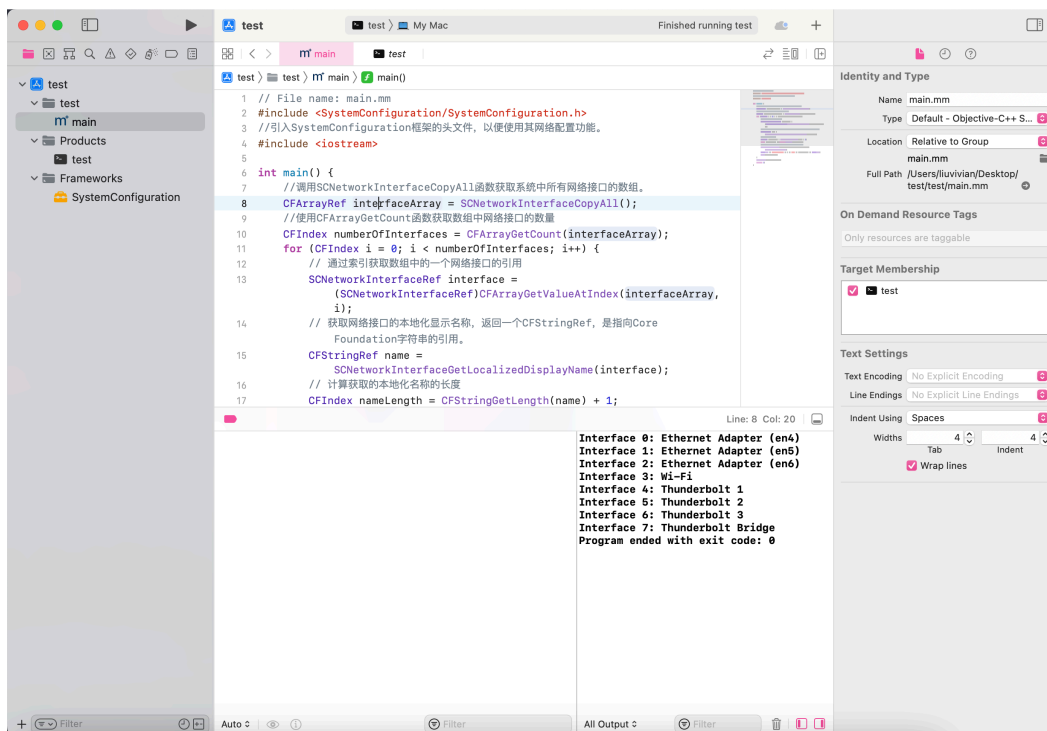 test
test 〉 My Mac
Finished running test
main
test
test 〉 test 〉 main 〉 main()
test
test
main
Products
test
Frameworks
SystemConfiguration
1 // File name: main.mm
2 #include <SystemConfiguration/SystemConfiguration.h>
3 //引入SystemConfiguration框架的头文件，以便使用其网络配置功能。
4 #include <iostream>
5
6 int main() {
7 //调用SCNetworkInterfaceCopyAll函数获取系统中所有网络接口的数组。
8 CFArrayRef interfaceArray = SCNetworkInterfaceCopyAll();
9 //使用CFArrayGetCount函数获取数组中网络接口的数量
10 CFIndex numberOfInterfaces = CFArrayGetCount(interfaceArray);
11 for (CFIndex i = 0; i < numberOfInterfaces; i++) {
12 // 通过索引获取数组中的一个网络接口的引用
13 SCNetworkInterfaceRef interface =
(SCNetworkInterfaceRef)CFArrayGetValueAtIndex(interfaceArray,
i);
14 // 获取网络接口的本地化显示名称，返回一个CFStringRef，是指向Core
Foundation字符串的引用。
15 CFStringRef name =
SCNetworkInterfaceGetLocalizedDisplayName(interface);
16 // 计算获取的本地化名称的长度
17 CFIndex nameLength = CFStringGetLength(name) + 1;
Line: 8 Col: 20
Interface 0: Ethernet Adapter (en4)
Interface 1: Ethernet Adapter (en5)
Interface 2: Ethernet Adapter (en6)
Interface 3: Wi-Fi
Interface 4: Thunderbolt 1
Interface 5: Thunderbolt 2
Interface 6: Thunderbolt 3
Interface 7: Thunderbolt Bridge
Program ended with exit code: 0
Filter
Auto
Filter
All Output
Filter
Identity and Type
Name main.mm
Type Default - Objective-C++ S...
Location Relative to Group
main.mm
Full Path /Users/liuvivian/Desktop/
test/test/main.mm
On Demand Resource Tags
Only resources are taggable
Target Membership
test
Text Settings
Text Encoding No Explicit Encoding
Line Endings No Explicit Line Endings
Indent Using Spaces
Widths 4 4
Tab Indent
Wrap lines